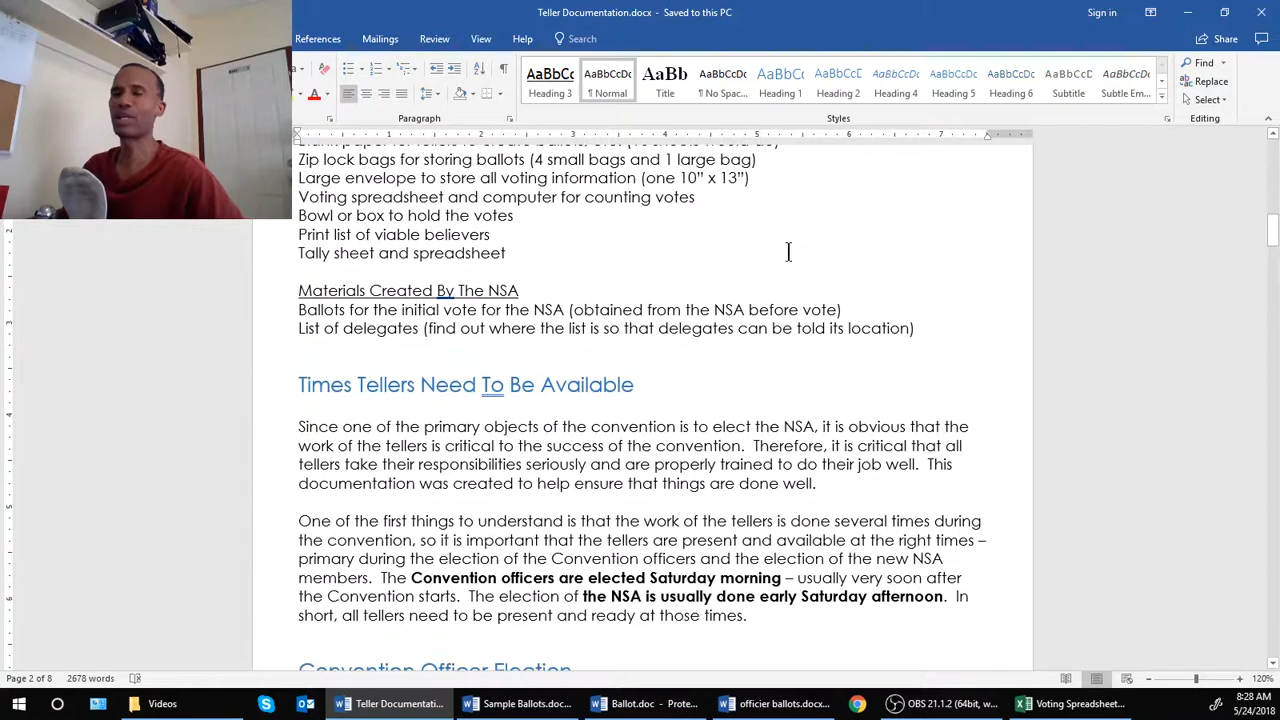 Teller Documentation.docx - Saved to this PC
Sign in
References Mailings Review View Help Search Share
AaBbCc AaBbCcDc AaBb AaBbCcDc AaBbCc AaBbCcD AaBbCcD AaBbCcD AaBbCcD AaBbCcD AaBbCcD
Heading 3 ¶ Normal Title ¶ No Spac... Heading 1 Heading 2 Heading 4 Heading 5 Heading 6 Subtitle Subtle Em...
Find
Replace
Select
Paragraph Styles Editing
1 2 3 4 5 6 7
Zip lock bags for storing ballots (4 small bags and 1 large bag)
Large envelope to store all voting information (one 10” x 13”)
Voting spreadsheet and computer for counting votes
Bowl or box to hold the votes
Print list of viable believers
Tally sheet and spreadsheet
Materials Created By The NSA
Ballots for the initial vote for the NSA (obtained from the NSA before vote)
List of delegates (find out where the list is so that delegates can be told its location)
Times Tellers Need To Be Available
Since one of the primary objects of the convention is to elect the NSA, it is obvious that the
work of the tellers is critical to the success of the convention. Therefore, it is critical that all
tellers take their responsibilities seriously and are properly trained to do their job well. This
documentation was created to help ensure that things are done well.
One of the first things to understand is that the work of the tellers is done several times during
the convention, so it is important that the tellers are present and available at the right times –
primary during the election of the Convention officers and the election of the new NSA
members. The Convention officers are elected Saturday morning – usually very soon after
the Convention starts. The election of the NSA is usually done early Saturday afternoon. In
short, all tellers need to be present and ready at those times.
Convention Officer Election
Page 2 of 8 2678 words 120%
Videos Teller Documentati... Sample Ballots.doc... Ballot.doc - Prote... officier ballots.docx... OBS 21.1.2 (64bit, w... Voting Spreadsheet... 8:28 AM
5/24/2018